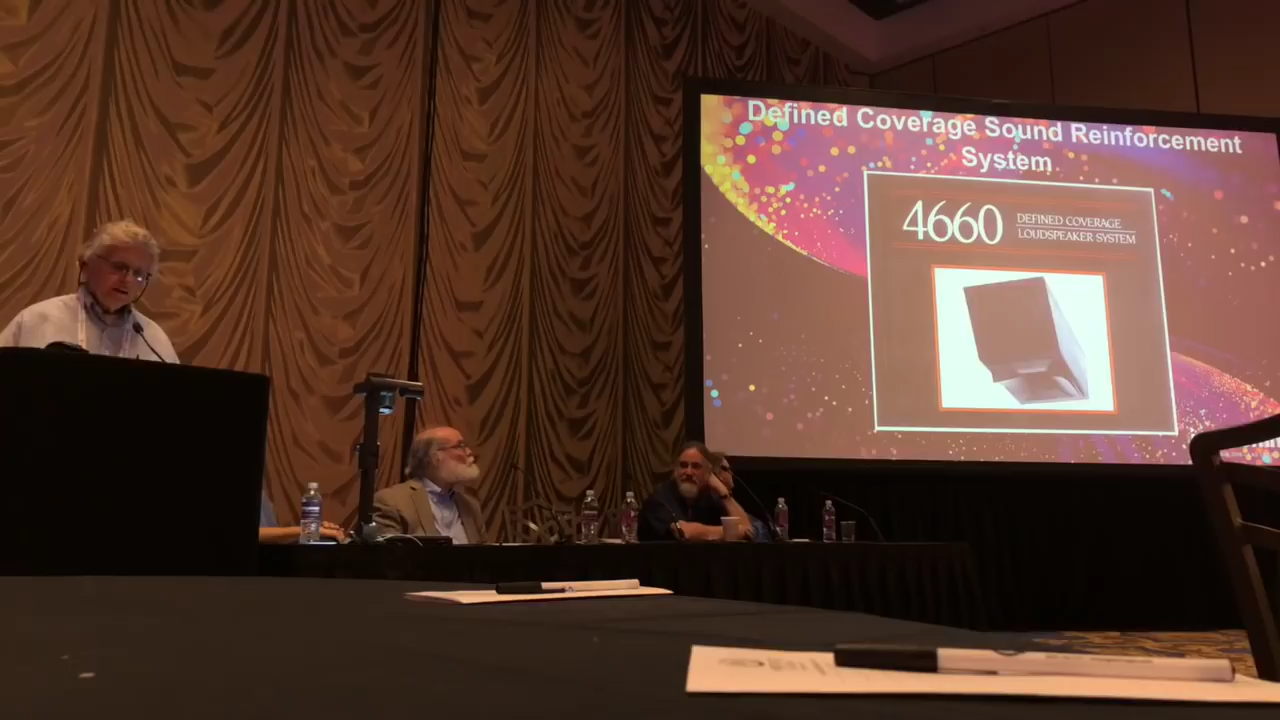 Defined Coverage Sound Reinforcement
System
4660
DEFINED COVERAGE
LOUDSPEAKER SYSTEM